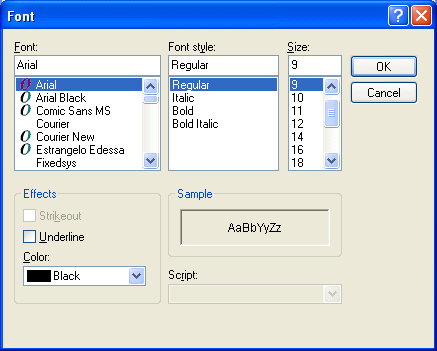 Font
Font: Font style: Size:
Arial Regular 9
Arial Regular 9
Arial Black Italic 10
Comic Sans MS Bold 11
Courier Bold Italic 12
Courier New 14
Estrangelo Edessa 16
Fixedsys 18
OK
Cancel
Effects
Strikeout
Underline
Color:
Black
Sample
AaBbYyZz
Script: